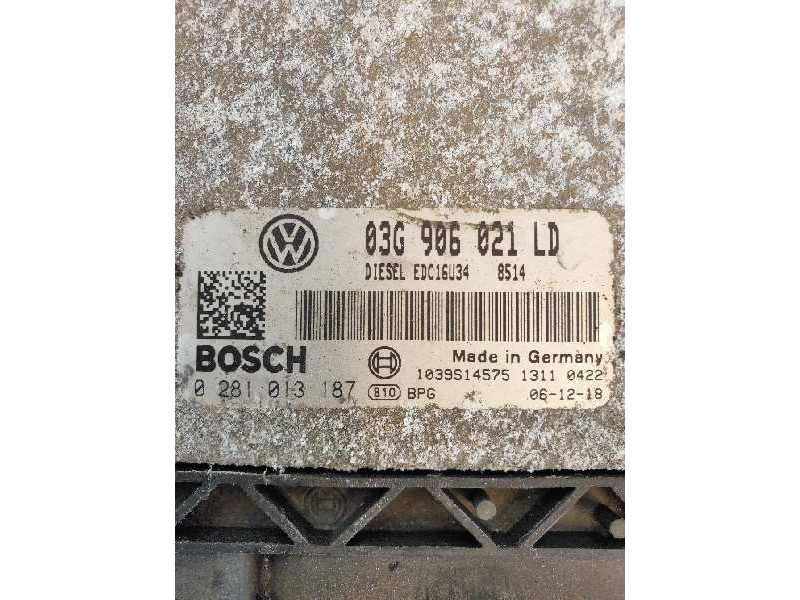 03G 906 021 LD
DIESEL EDC16U34 8514
BOSCH
Made in Germany
1039S14575 1311 0422
0 281 013 187 810 BPG 06-12-18